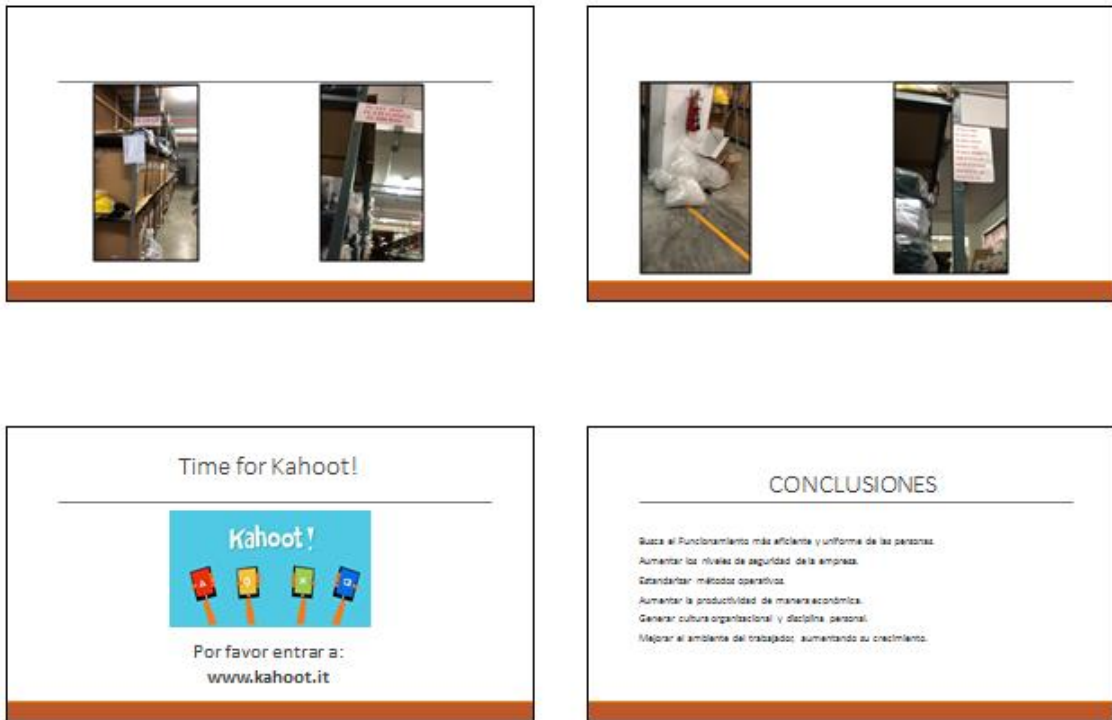 Time for Kahoot!
Kahoot!
Por favor entrar a:
www.kahoot.it
CONCLUSIONES
Busca el Funcionamiento más eficiente y uniforme de las personas.
Aumentar los niveles de seguridad de la empresa.
Estandarizar métodos operativos.
Aumentar la productividad de manera económica.
Generar cultura organizacional y disciplina personal.
Mejorar el ambiente del trabajador, aumentando su crecimiento.